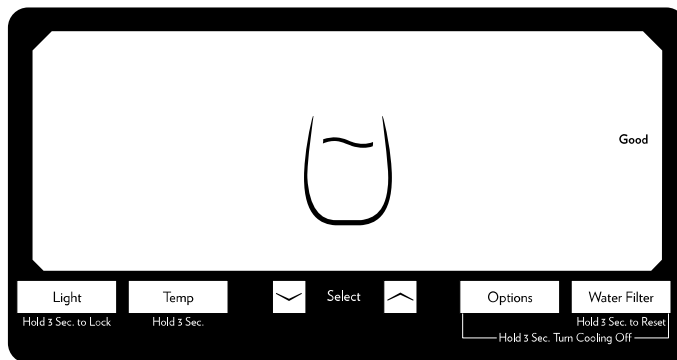 Good
Light
Temp
Select
Options
Water Filter
Hold 3 Sec. to Lock
Hold 3 Sec.
Hold 3 Sec. to Reset
Hold 3 Sec. Turn Cooling Off